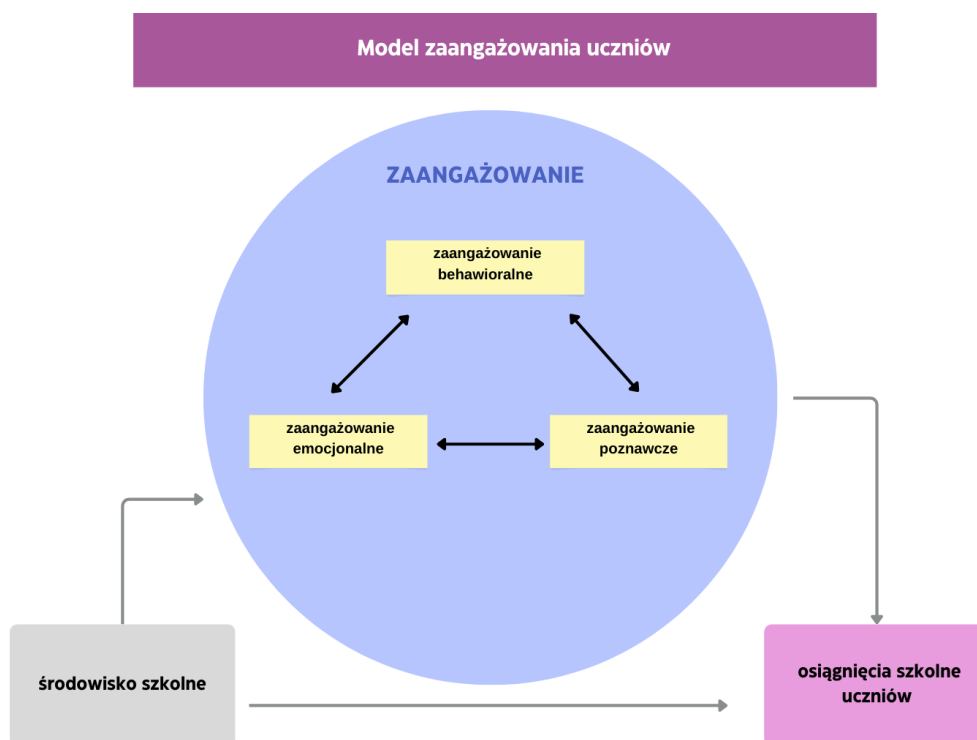 Model zaangażowania uczniów
ZAANGAŻOWANIE
zaangażowanie
behawioralne
zaangażowanie
emocjonalne
zaangażowanie
poznawcze
środowisko szkolne
osiągnięcia szkolne
uczniów